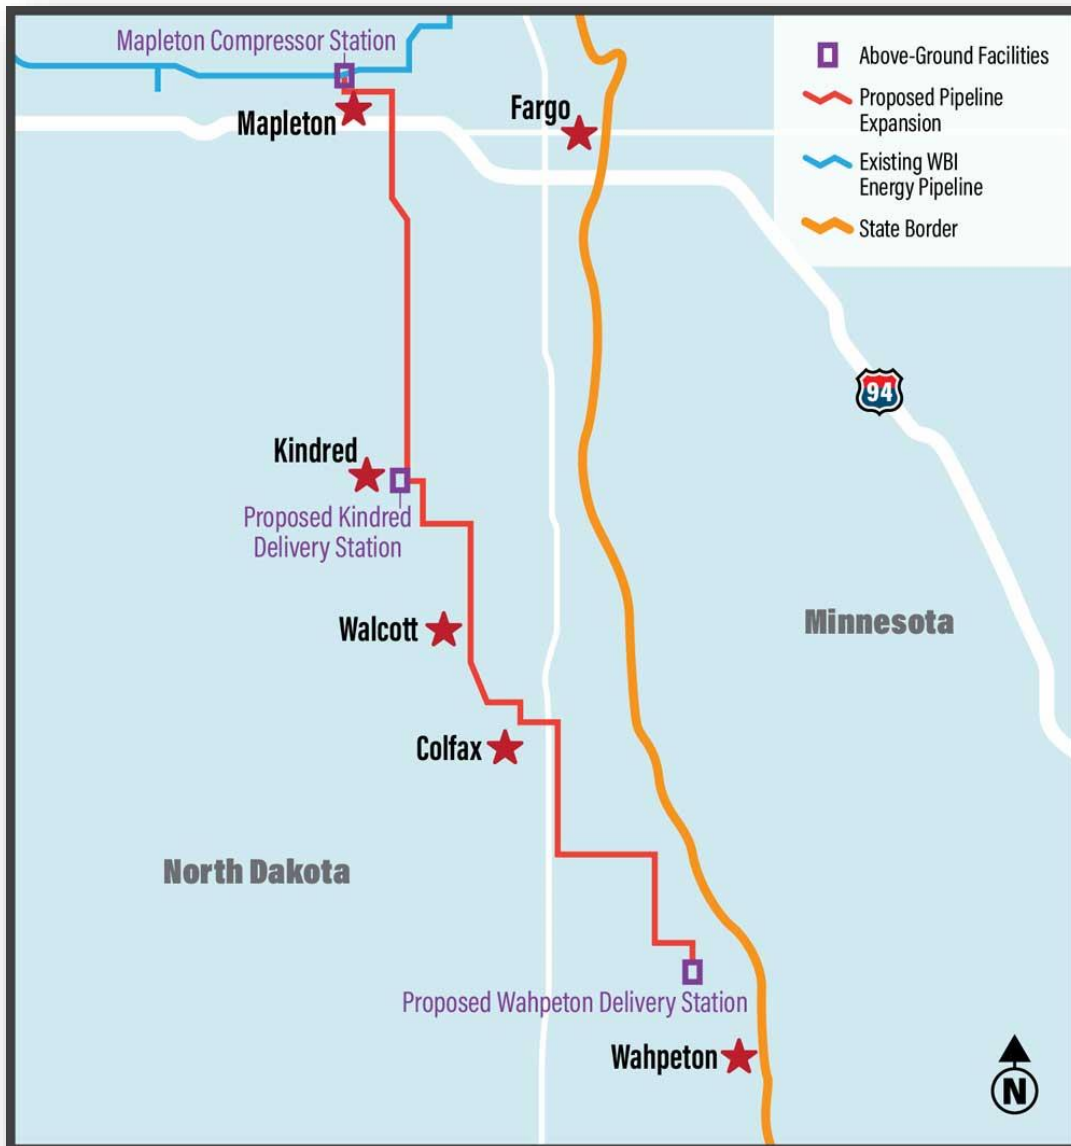 Mapleton Compressor Station
Mapleton
Fargo
Above-Ground Facilities
Proposed Pipeline
Expansion
Existing WBI
Energy Pipeline
State Border
94
Kindred
Proposed Kindred
Delivery Station
Walcott
Minnesota
Colfax
North Dakota
Proposed Wahpeton Delivery Station
Wahpeton
N